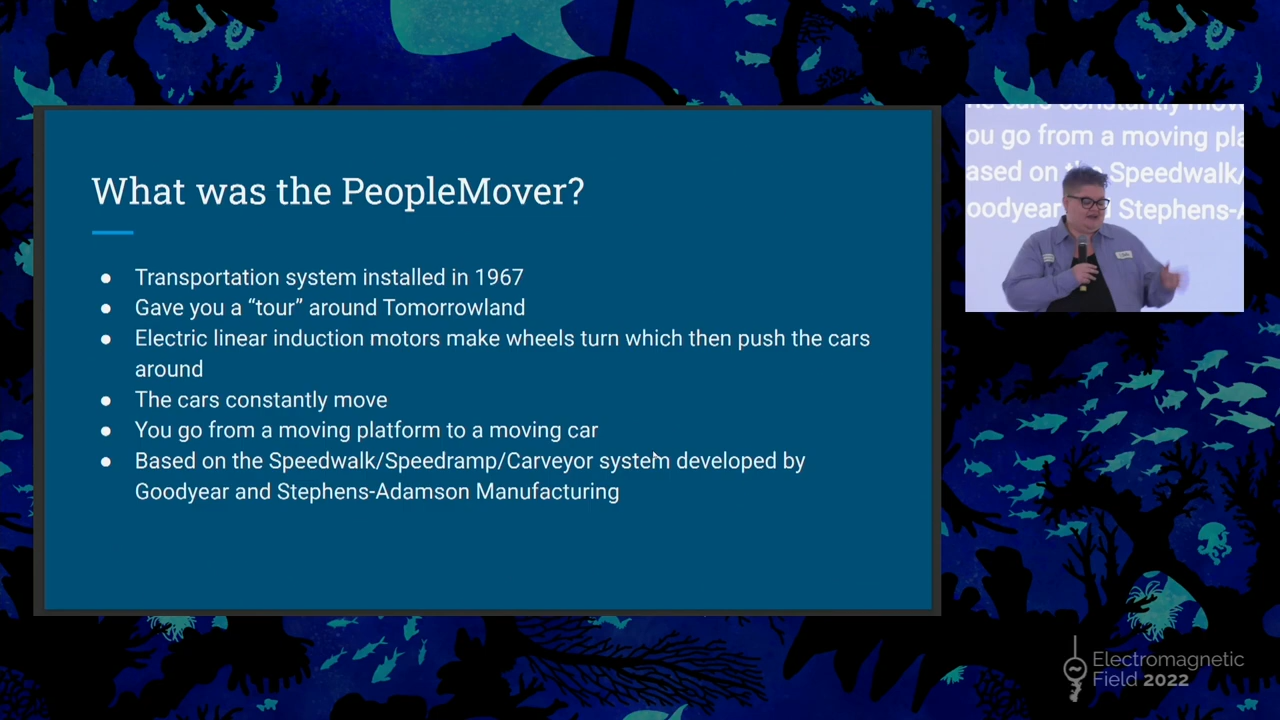 What was the PeopleMover?
● Transportation system installed in 1967
● Gave you a “tour” around Tomorrowland
● Electric linear induction motors make wheels turn which then push the cars
around
● The cars constantly move
● You go from a moving platform to a moving car
● Based on the Speedwalk/Speedramp/Carveyor system developed by
Goodyear and Stephens-Adamson Manufacturing
cars constantly mov
ou go from a moving pla
ased on the Speedwalk/
oodyear Stephens-A
Electromagnetic
Field 2022